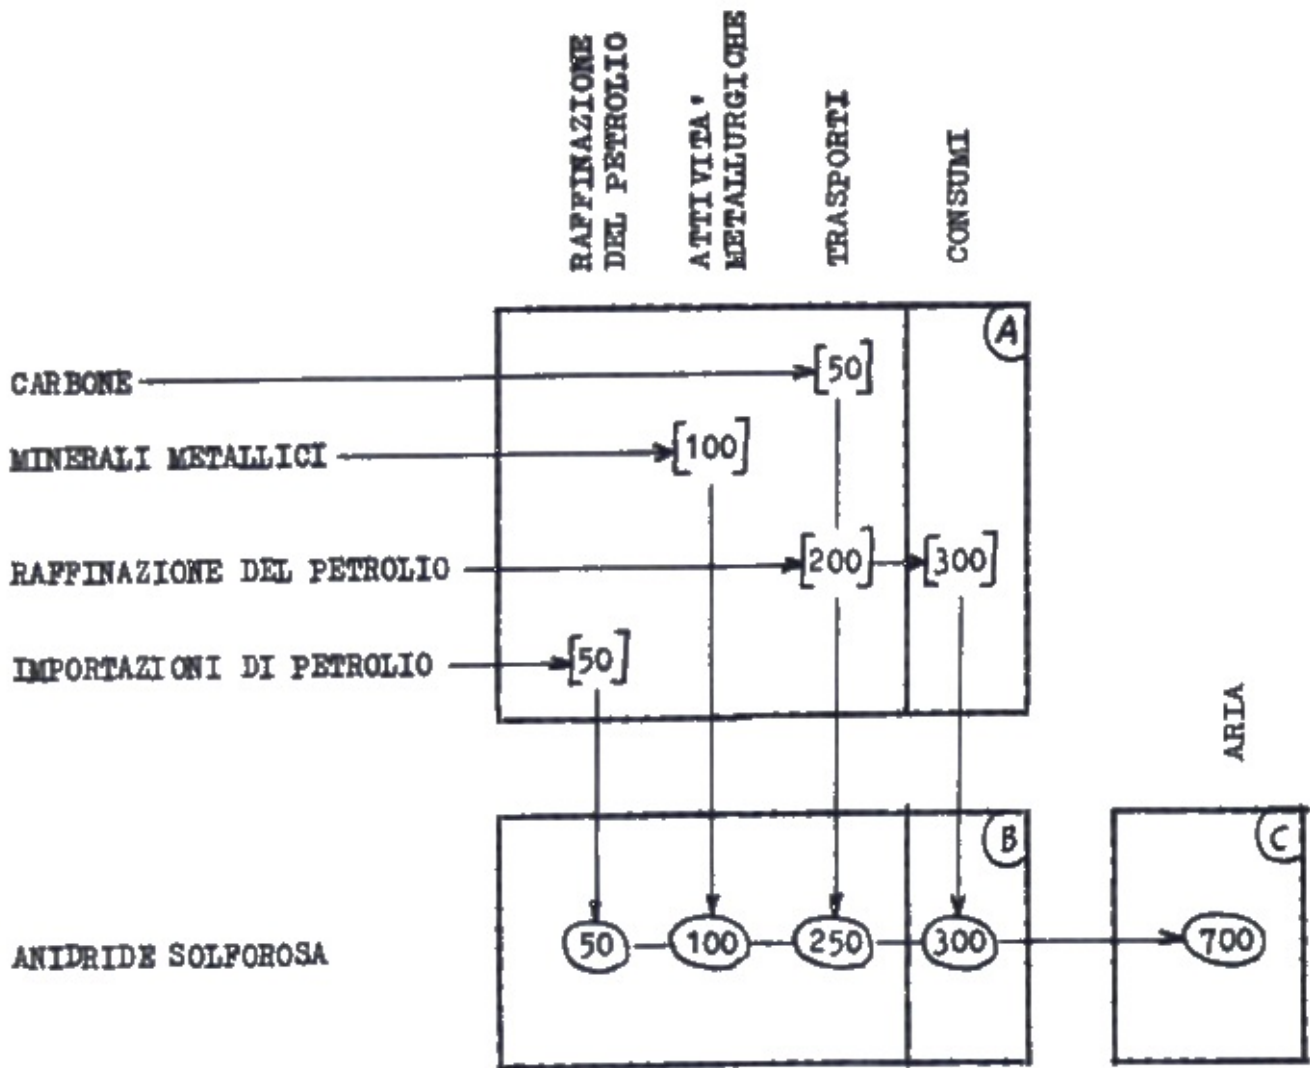 RAFFINAZIONE
DEL PETROLIO
ATTIVITA'
METALLURGICHE
TRASPORTI
CONSUMI
A
CARBONE [50]
MINERALI METALLICI [100]
RAFFINAZIONE DEL PETROLIO [200] [300]
IMPORTAZIONI DI PETROLIO [50]
ARIA
B
C
ANIDRIDE SOLFOROSA 50 100 250 300 700